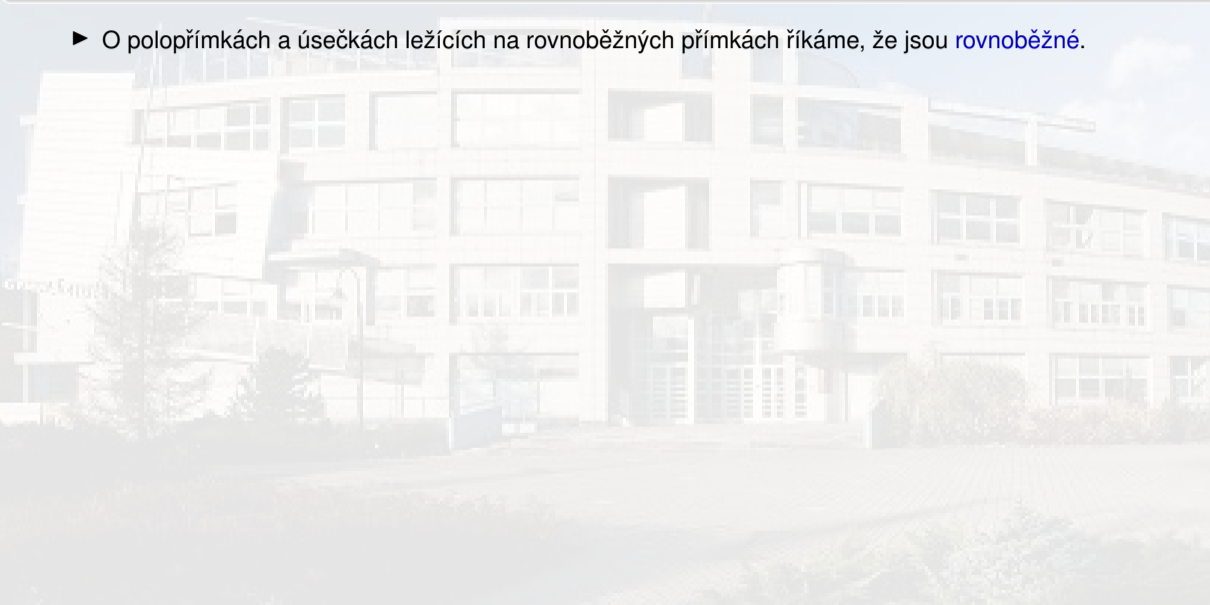 ► O polopřímkách a úsečkách ležících na rovnoběžných přímkách říkáme, že jsou rovnoběžné.